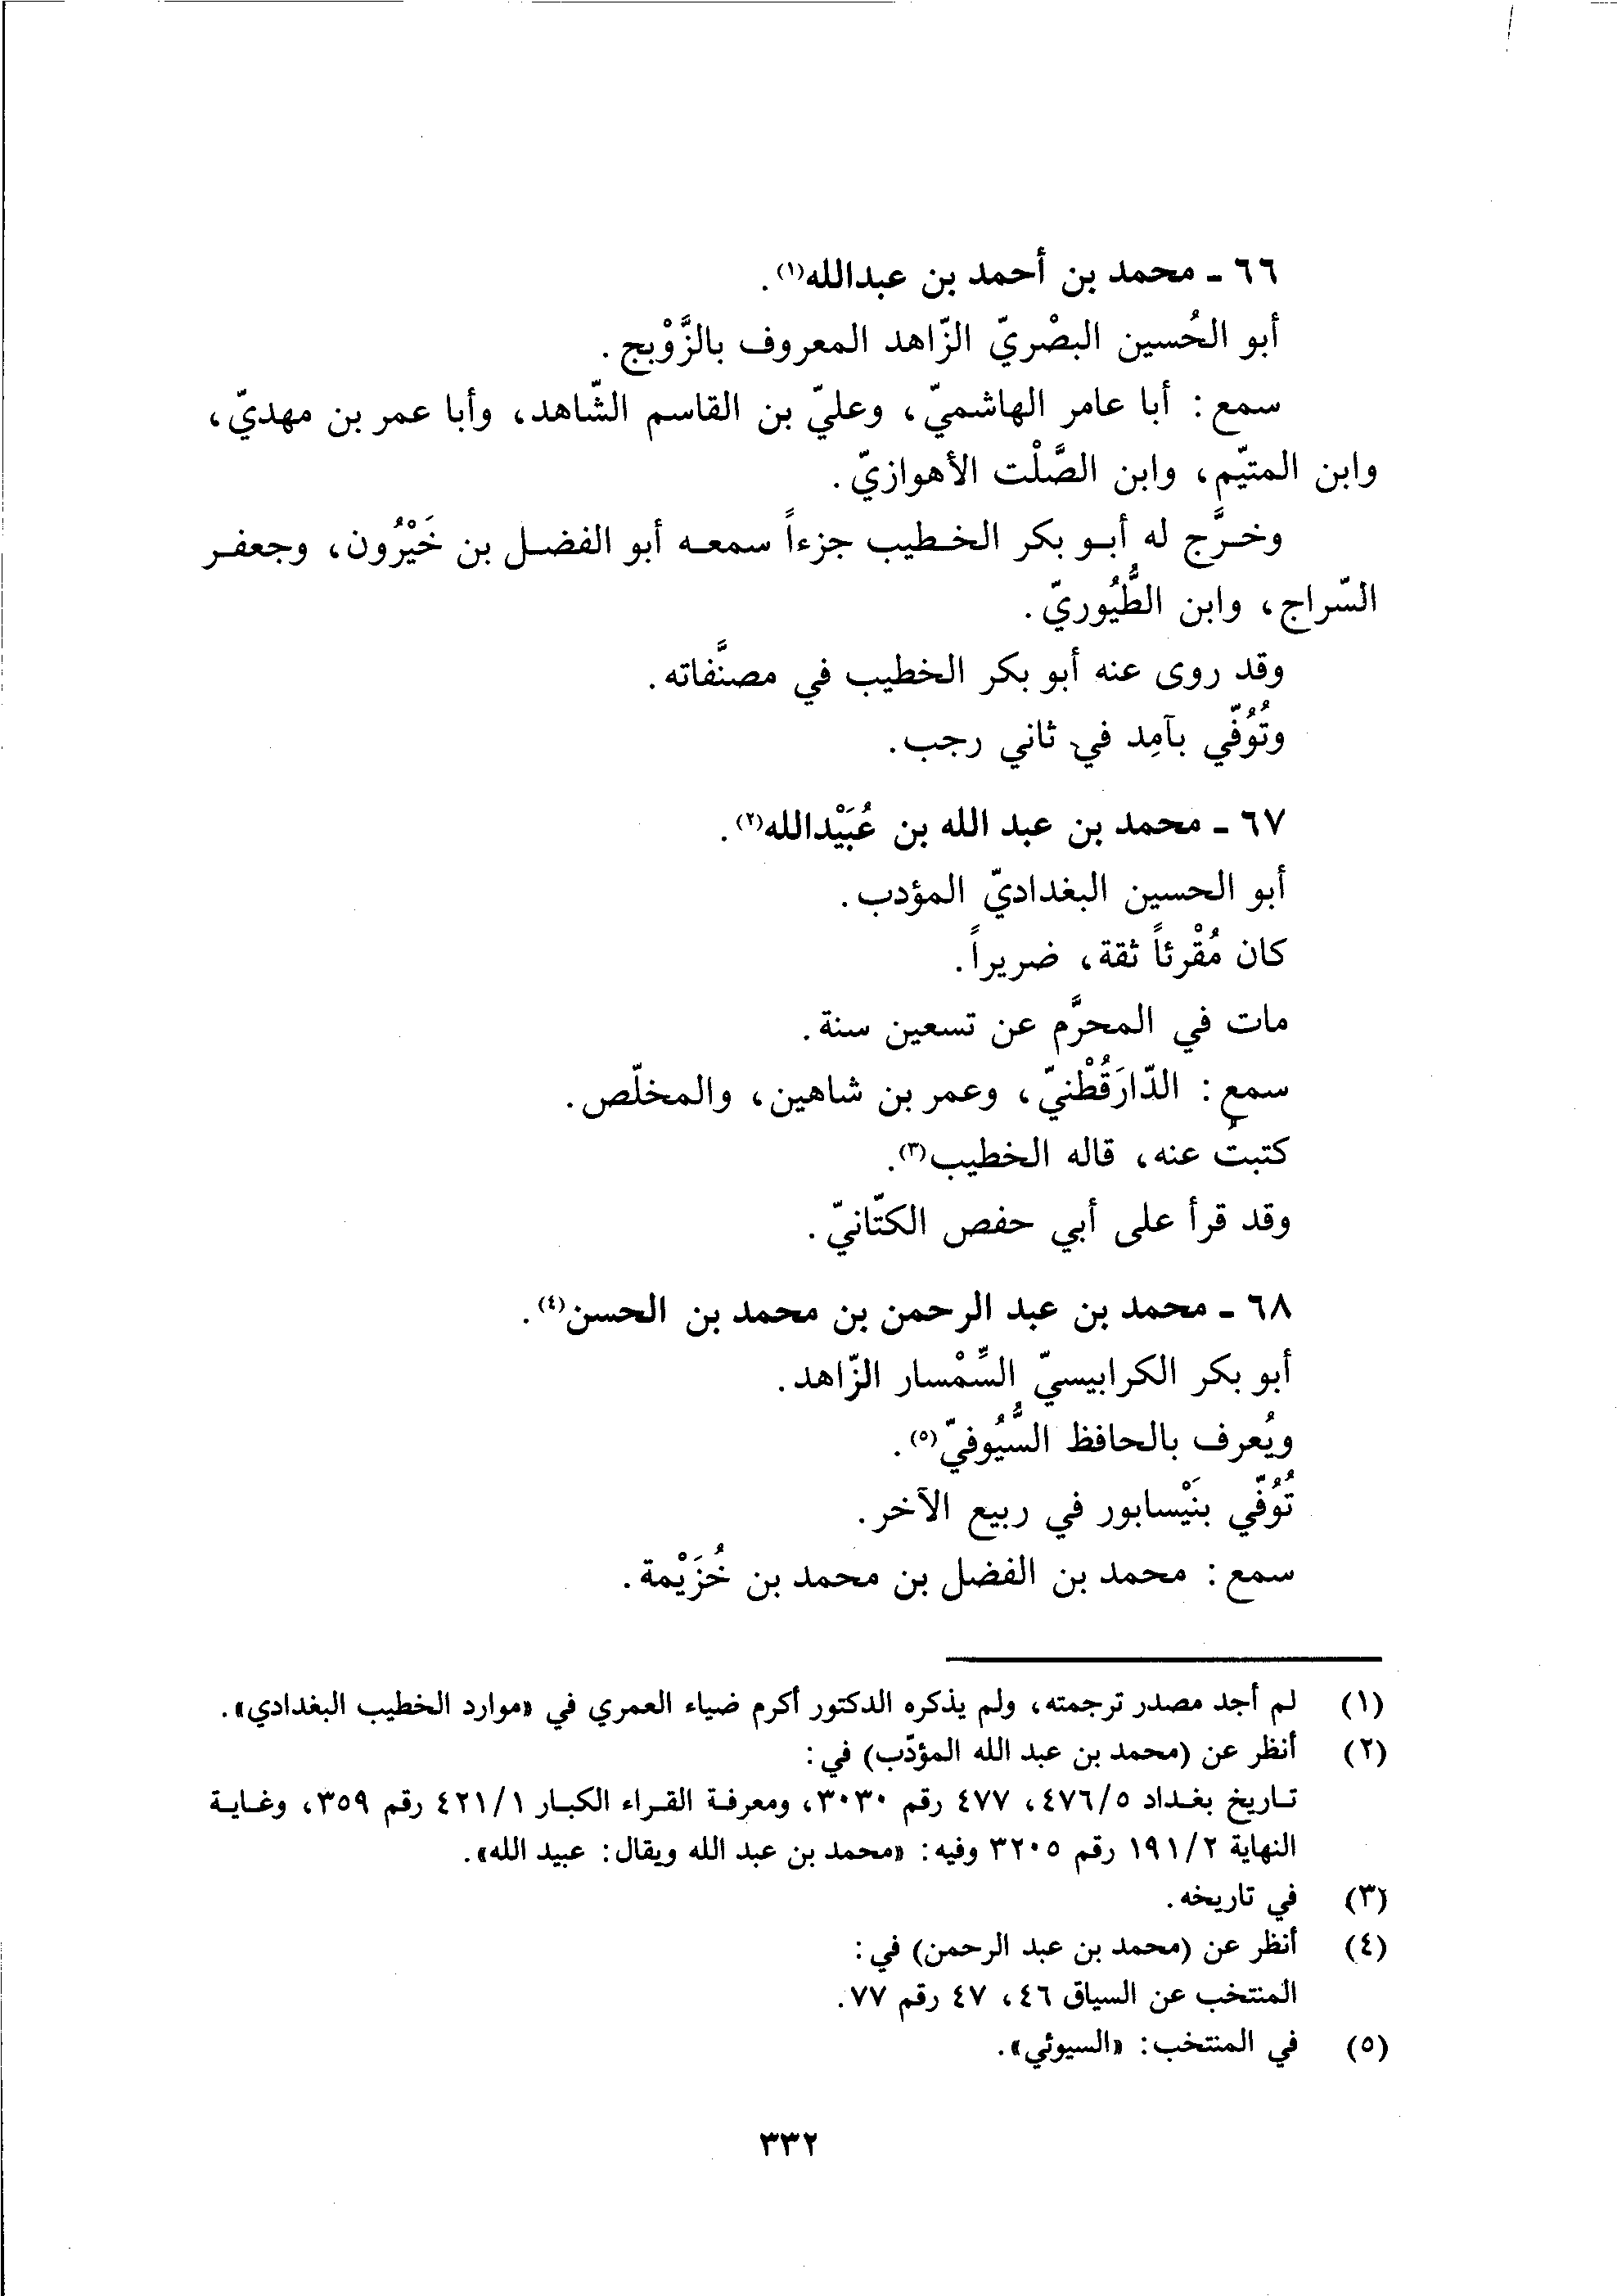 ٦٦ ـ محمد بن أحمد بن عبدالله(١).
أبو الحُسين البصْريّ الزّاهد المعروف بالزَّوْبج.
سمع: أبا عامر الهاشميّ، وعليّ بن القاسم الشّاهد، وأبا عمر بن مهديّ،
وابن المتيّم، وابن الصَّلْت الأهوازيّ.
وخرَّج له أبو بكر الخطيب جزءاً سمعه أبو الفضل بن خَيْرُون، وجعفر
السّراج، وابن الطُّيُوريّ.
وقد روى عنه أبو بكر الخطيب في مصنَّفاته.
وتُوُفّي بآمِد في ثاني رجب.
٦٧ ـ محمد بن عبد الله بن عُبَيْدالله(٢).
أبو الحسين البغداديّ المؤدب.
كان مُقْرئاً ثقة، ضريراً.
مات في المحرَّم عن تسعين سنة.
سمع: الدّارَقُطْنيّ، وعمر بن شاهين، والمخلّص.
كتبتُ عنه، قاله الخطيب(٣).
وقد قرأ على أبي حفص الكتّانيّ.
٦٨ ـ محمد بن عبد الرحمن بن محمد بن الحسن(٤).
أبو بكر الكرابيسيّ السِّمْسار الزّاهد.
ويُعرف بالحافظ السُّيُوفيّ(٥).
تُوُفّي بنَيْسابور في ربيع الآخر.
سمع: محمد بن الفضل بن محمد بن خُزَيْمة.
(١) لم أجد مصدر ترجمته، ولم يذكره الدكتور أكرم ضياء العمري في «موارد الخطيب البغدادي».
(٢) أنظر عن (محمد بن عبد الله المؤدّب) في:
تاريخ بغداد ٤٧٦/٥، ٤٧٧ رقم ٣٠٣٠، ومعرفة القراء الكبار ٤٢١/١ رقم ٣٥٩، وغاية
النهاية ١٩١/٢ رقم ٣٢٠٥ وفيه: «محمد بن عبد الله ويقال: عبيد الله».
(٣) في تاريخه.
(٤) أنظر عن (محمد بن عبد الرحمن) في:
المنتخب عن السياق ٤٦، ٤٧ رقم ٧٧.
(٥) في المنتخب: «السيوئي».
٣٣٢